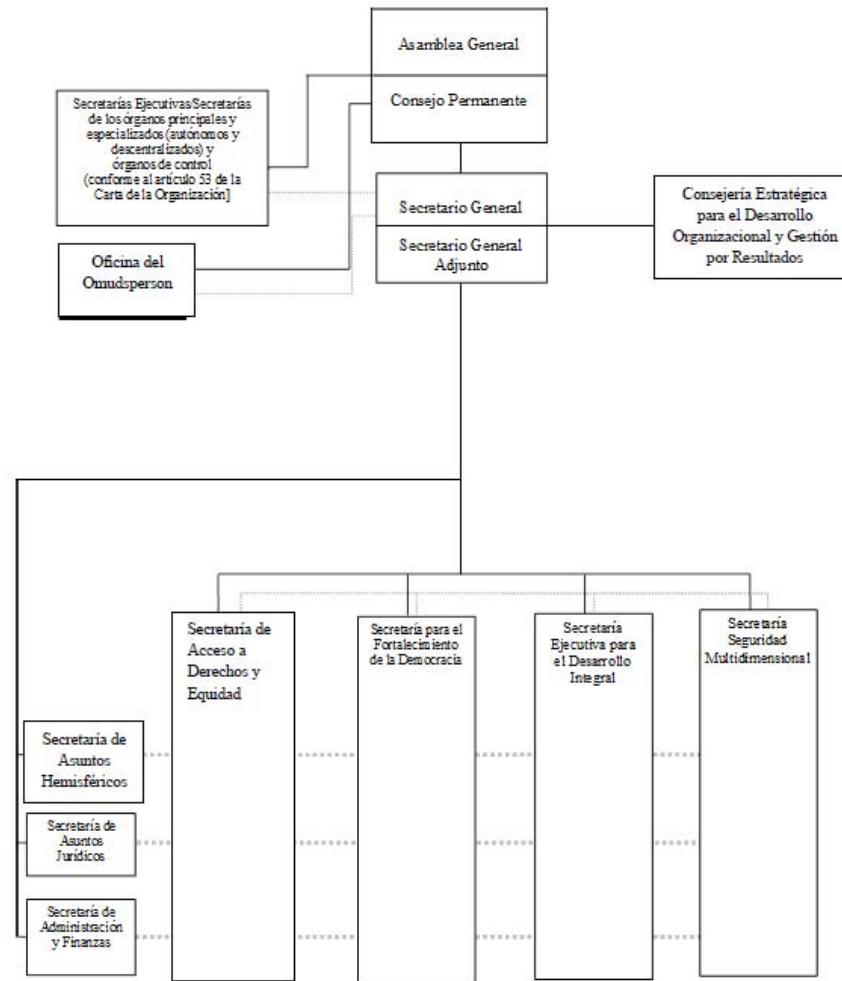 Asamblea General
Consejo Permanente
Secretarías Ejecutivas/Secretarías
de los órganos principales y
especializados (autónomos y
descentralizados) y
órganos de control
(conforme al artículo 53 de la
Carta de la Organización]
Secretario General
Secretario General
Adjunto
Consejería Estratégica
para el Desarrollo
Organizacional y Gestión
por Resultados
Oficina del
Omudsperson
Secretaría de
Acceso a
Derechos y
Equidad
Secretaría para el
Fortalecimiento
de la Democracia
Secretaría
Ejecutiva para
el Desarrollo
Integral
Secretaría
Seguridad
Multidimensional
Secretaría de
Asuntos
Hemisféricos
Secretaría de
Asuntos
Jurídicos
Secretaría de
Administración
y Finanzas